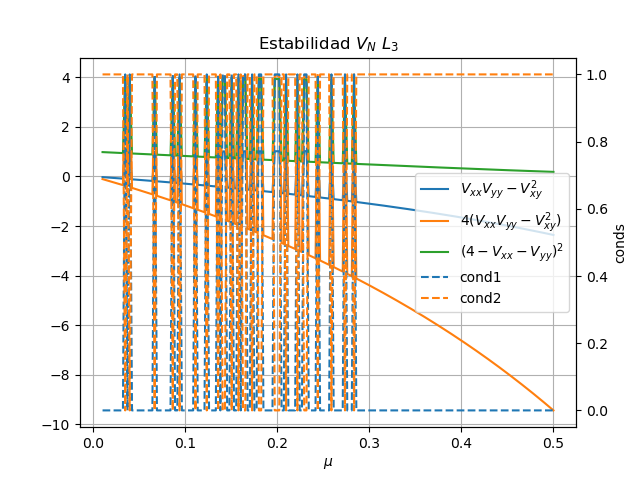 Estabilidad $V_N$ $L_3$
4
2
0
−2
−4
−6
−8
−10
0.0
0.1
0.2
0.3
0.4
0.5
$\mu$
1.0
0.8
0.6
0.4
0.2
0.0
conds
$V_{xx}V_{yy} - V_{xy}^2$
$4(V_{xx}V_{yy} - V_{xy}^2)$
$(4 - V_{xx} - V_{yy})^2$
cond1
cond2